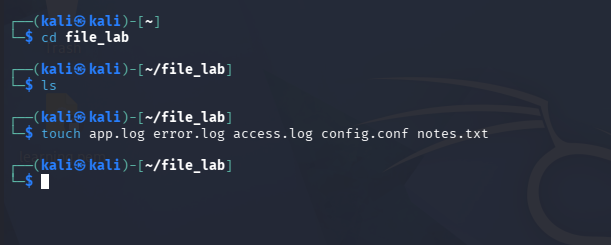 ┌──(kali㉿kali)-[~]
└─$ cd file_lab
┌──(kali㉿kali)-[~/file_lab]
└─$ ls
┌──(kali㉿kali)-[~/file_lab]
└─$ touch app.log error.log access.log config.conf notes.txt
┌──(kali㉿kali)-[~/file_lab]
└─$